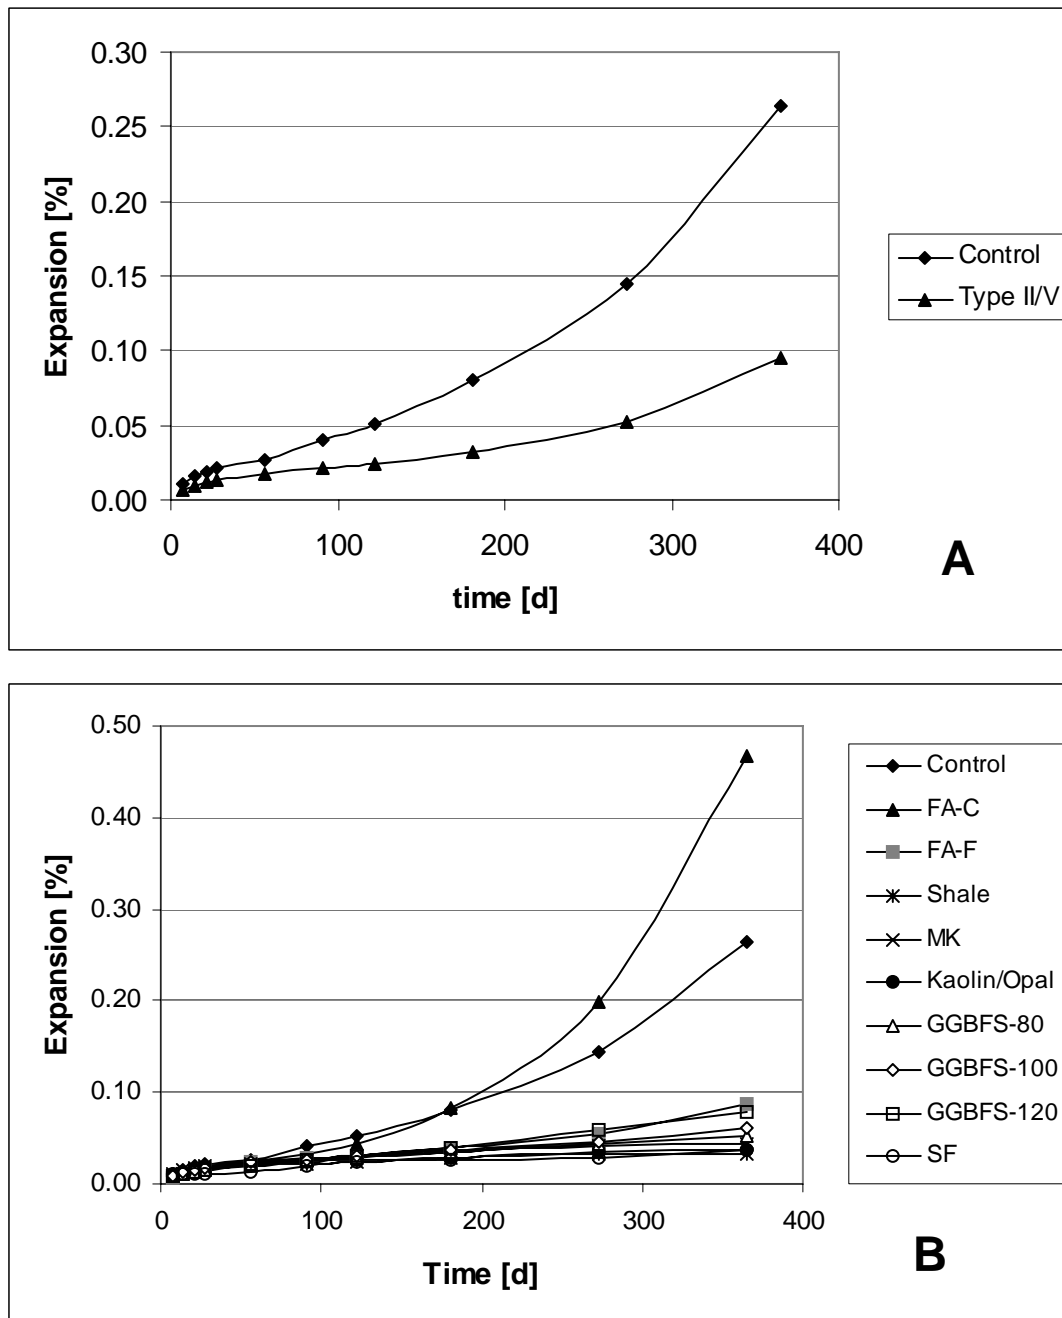 0.30
0.25
0.20
0.15
0.10
0.05
0.00
Expansion [%]
0 100 200 300 400
time [d]
Control
Type II/V
A
0.50
0.40
0.30
0.20
0.10
0.00
Expansion [%]
0 100 200 300 400
Time [d]
Control
FA-C
FA-F
Shale
MK
Kaolin/Opal
GGBFS-80
GGBFS-100
GGBFS-120
SF
B